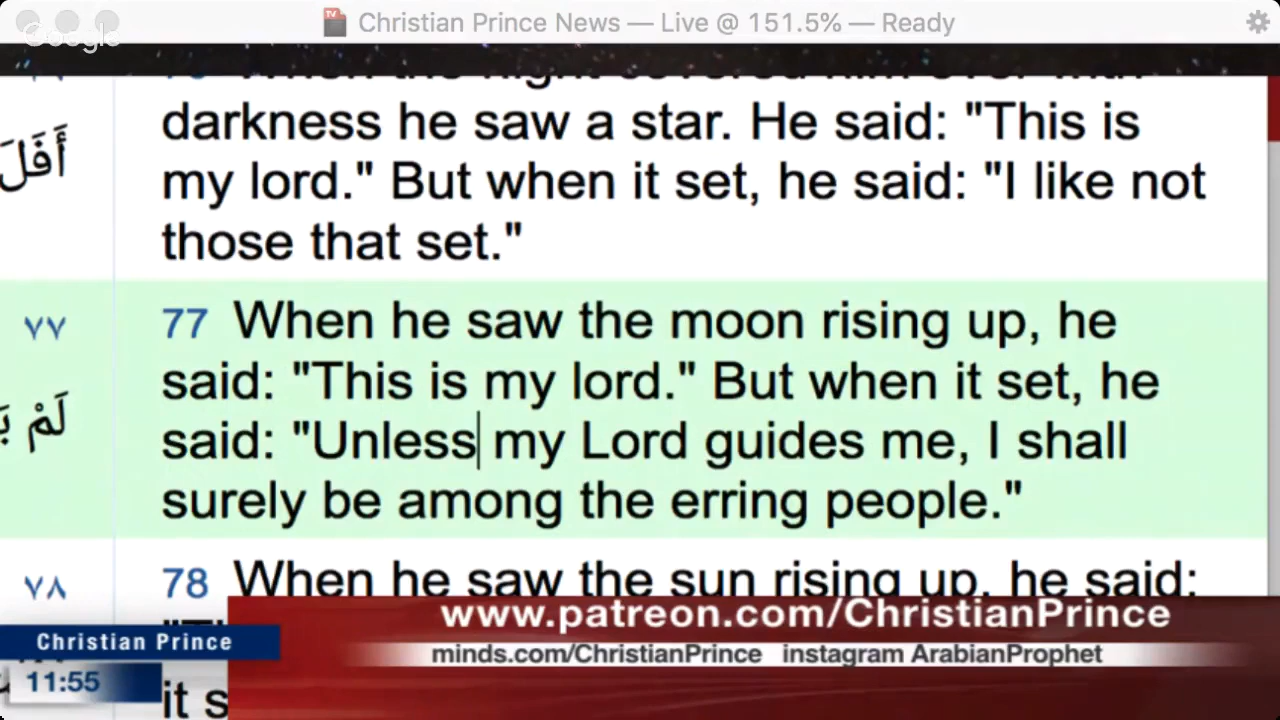 Christian Prince News — Live @ 151.5% — Ready
Google
darkness he saw a star. He said: "This is
أَفَلَ
my lord." But when it set, he said: "I like not
those that set."
٧٧
77 When he saw the moon rising up, he
said: "This is my lord." But when it set, he
لَمْ
said: "Unless my Lord guides me, I shall
surely be among the erring people."
٧٨
78 When he saw the sun rising up, he said:
www.patreon.com/ChristianPrince
Christian Prince
minds.com/ChristianPrince instagram ArabianProphet
11:55
it s